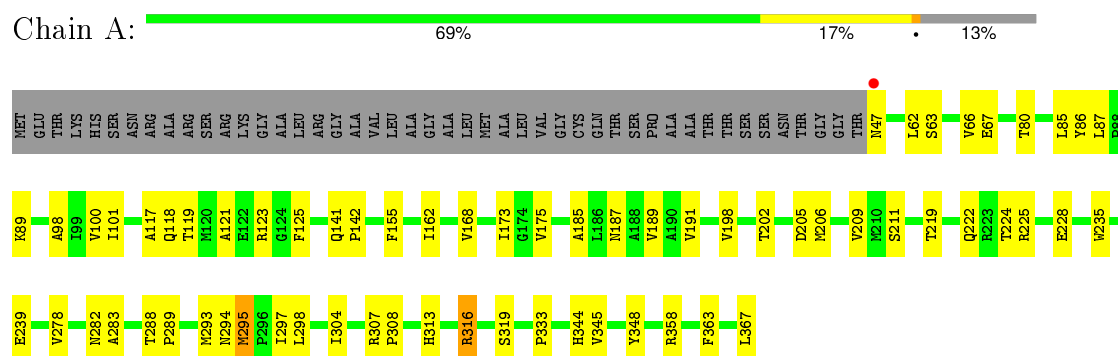 Chain A:
69% 17% • 13%
MET GLU THR LYS HIS SER ASN ARG ALA ARG SER ARG LYS GLY ALA LEU ARG GLY ALA VAL LEU ALA GLY ALA LEU MET ALA LEU VAL GLY CYS GLN THR SER PRO ALA ALA THR THR SER SER ASN THR GLY GLY THR N47 L62 S63 V66 E67 T80 L85 Y86 L87
K89 A98 I99 V100 I101 A117 Q118 T119 M120 A121 E122 R123 G124 F125 Q141 P142 F155 I162 V168 I173 G174 V175 A185 L186 N187 A188 V189 A190 V191 V198 T202 D205 M206 V209 M210 S211 T219 Q222 R223 T224 R225 E228 W235
E239 V278 N282 A283 T288 P289 M293 N294 M295 P296 I297 L298 I304 R307 P308 H313 R316 S319 P333 H344 V345 Y348 R358 F363 L367